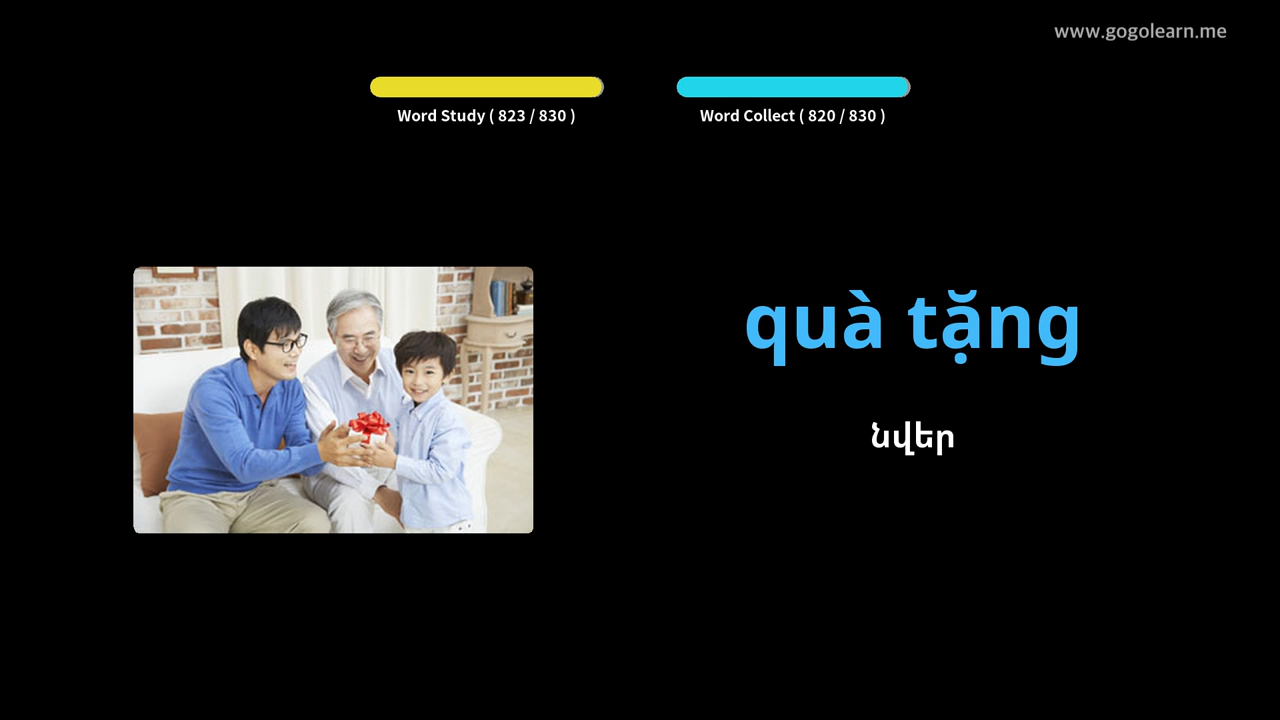 www.gogolearn.me
Word Study ( 823 / 830 )
Word Collect ( 820 / 830 )
quà tặng
նվեր